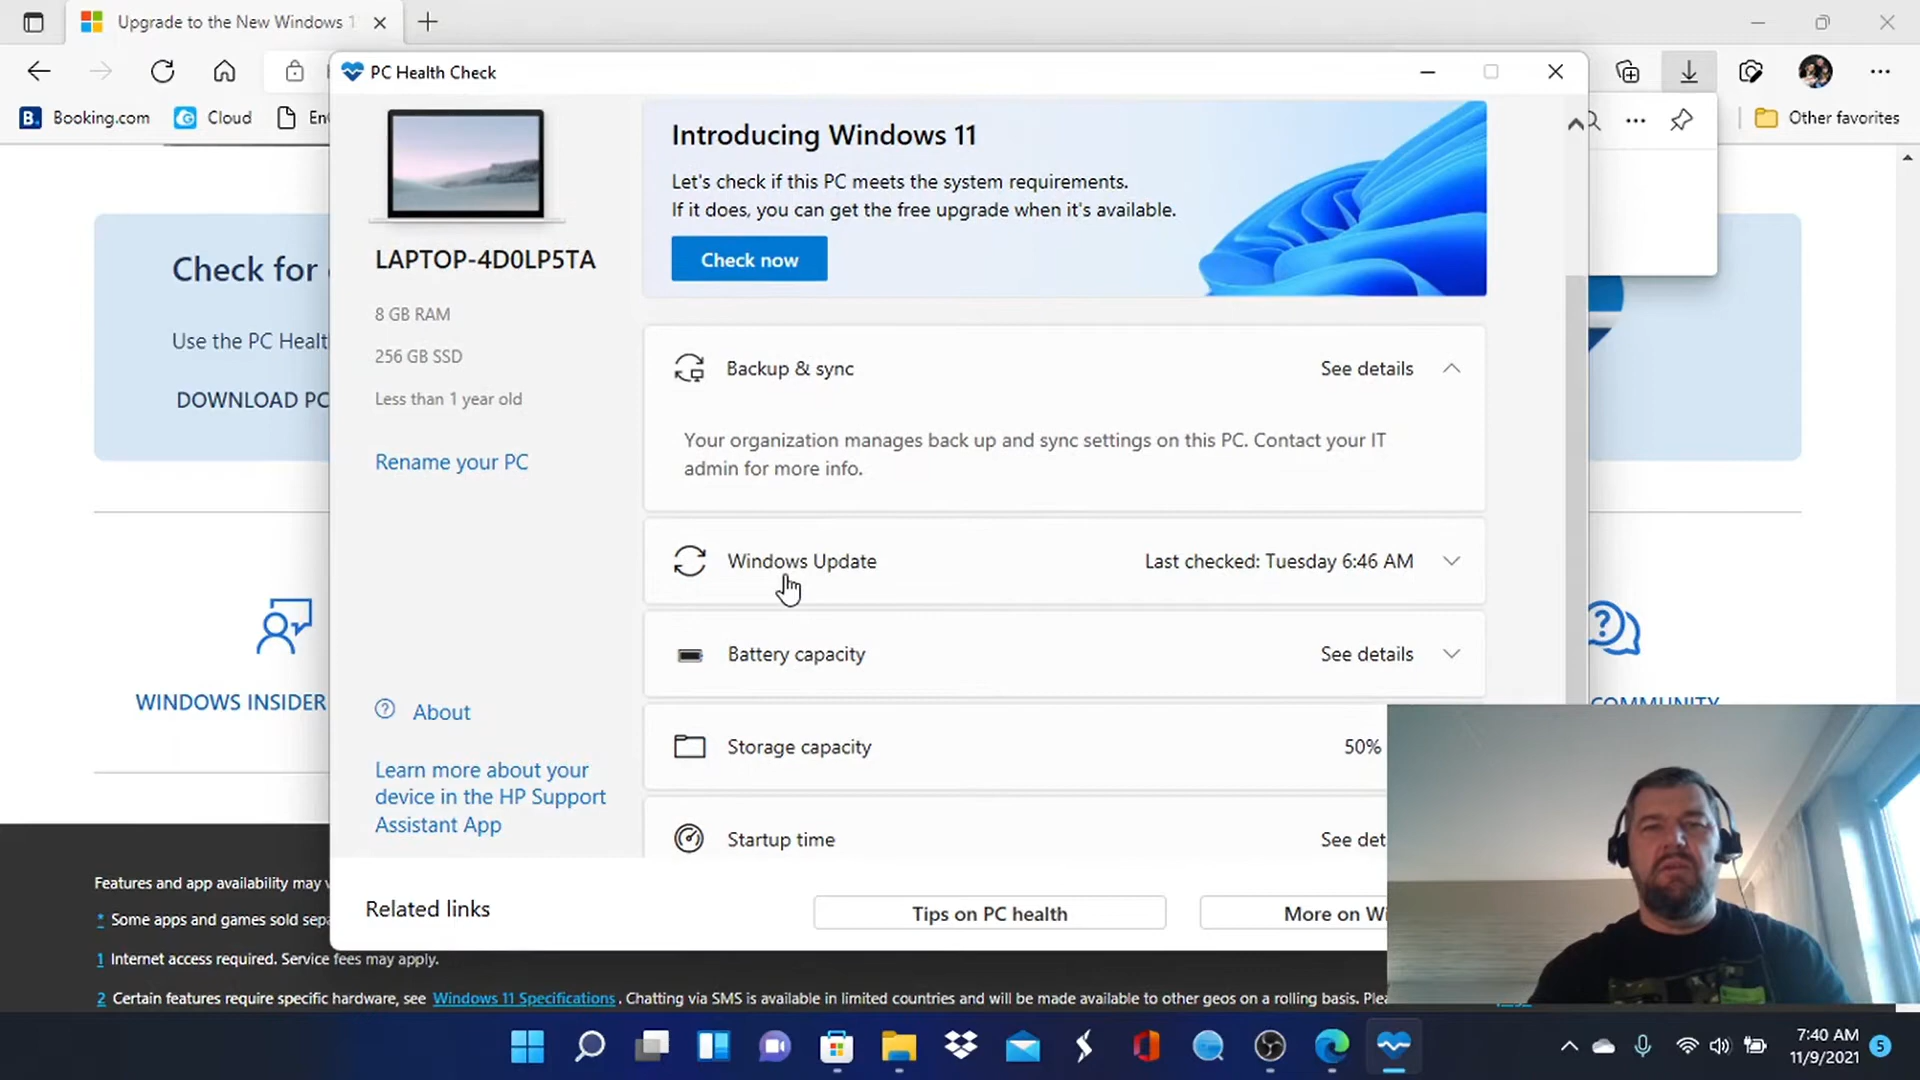 Upgrade to the New Windows 1
PC Health Check
Booking.com
Cloud
En
Other favorites
Introducing Windows 11
Let's check if this PC meets the system requirements.
If it does, you can get the free upgrade when it's available.
Check now
LAPTOP-4D0LP5TA
8 GB RAM
256 GB SSD
Less than 1 year old
Rename your PC
Check for
Use the PC Healt
DOWNLOAD PC
Backup & sync
See details
Your organization manages back up and sync settings on this PC. Contact your IT
admin for more info.
Windows Update
Last checked: Tuesday 6:46 AM
Battery capacity
See details
Storage capacity
50%
Startup time
See det
WINDOWS INSIDER
COMMUNITY
About
Learn more about your
device in the HP Support
Assistant App
Related links
Tips on PC health
More on Wi
Features and app availability may v
* Some apps and games sold sepa
1 Internet access required. Service fees may apply.
2 Certain features require specific hardware, see Windows 11 Specifications. Chatting via SMS is available in limited countries and will be made available to other geos on a rolling basis. Plea
7:40 AM
11/9/2021
5